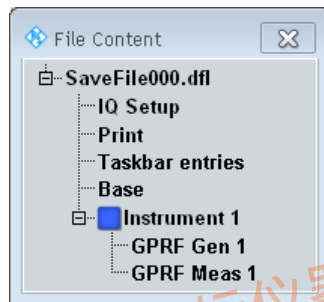 File Content
SaveFile000.dfl
IQ Setup
Print
Taskbar entries
Base
Instrument 1
GPRF Gen 1
GPRF Meas 1